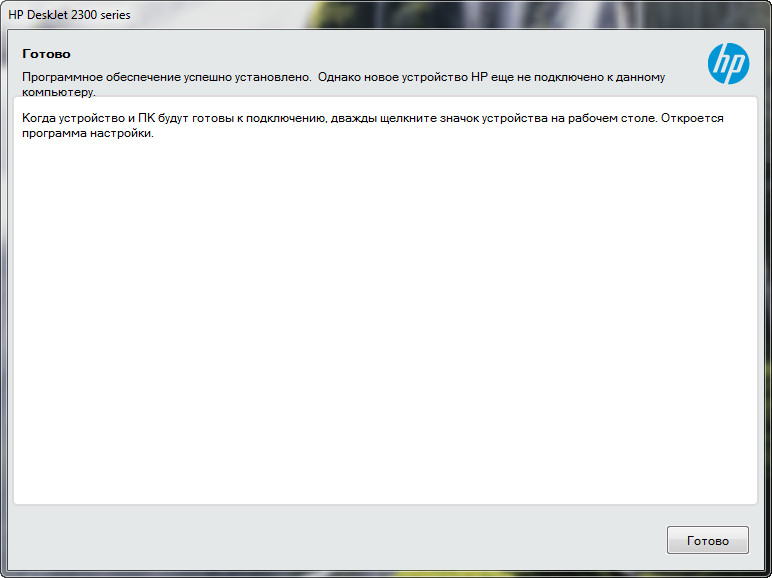 HP DeskJet 2300 series
Готово
hp
Программное обеспечение успешно установлено.  Однако новое устройство HP еще не подключено к данному
компьютеру.
Когда устройство и ПК будут готовы к подключению, дважды щелкните значок устройства на рабочем столе. Откроется
программа настройки.
Готово